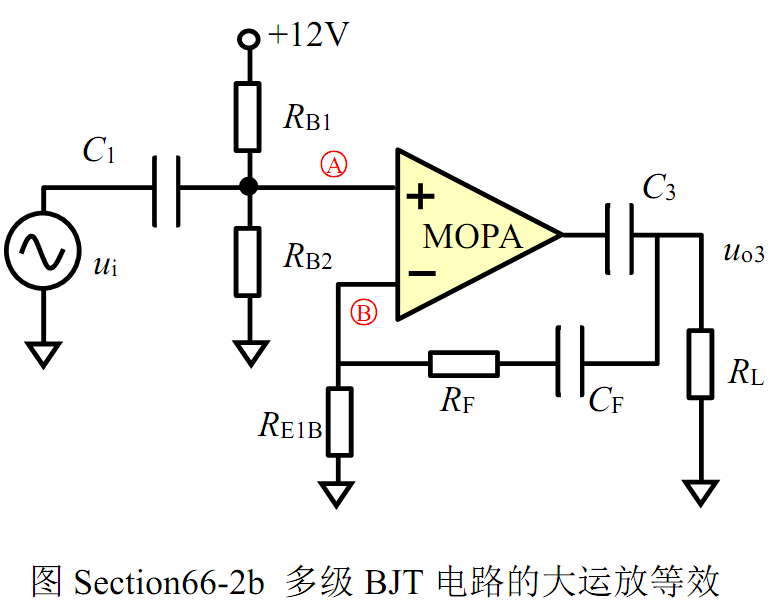 +12V
RB1
C1
A
+
MOPA
C3
ui
RB2
uo3
−
B
RF
CF
RL
RE1B
图 Section66-2b 多级 BJT 电路的大运放等效